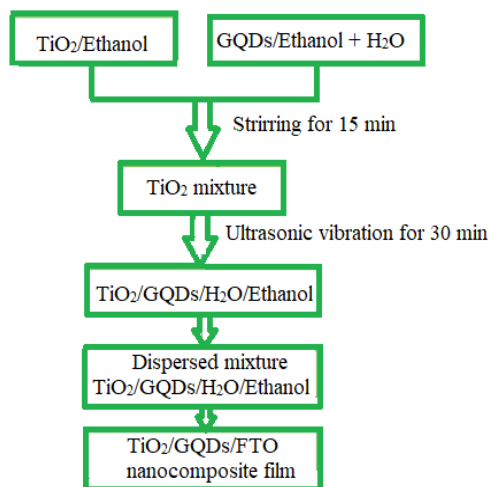 TiO₂/Ethanol
GQDs/Ethanol + H₂O
Strirring for 15 min
TiO₂ mixture
Ultrasonic vibration for 30 min
TiO₂/GQDs/H₂O/Ethanol
Dispersed mixture
TiO₂/GQDs/H₂O/Ethanol
TiO₂/GQDs/FTO
nanocomposite film